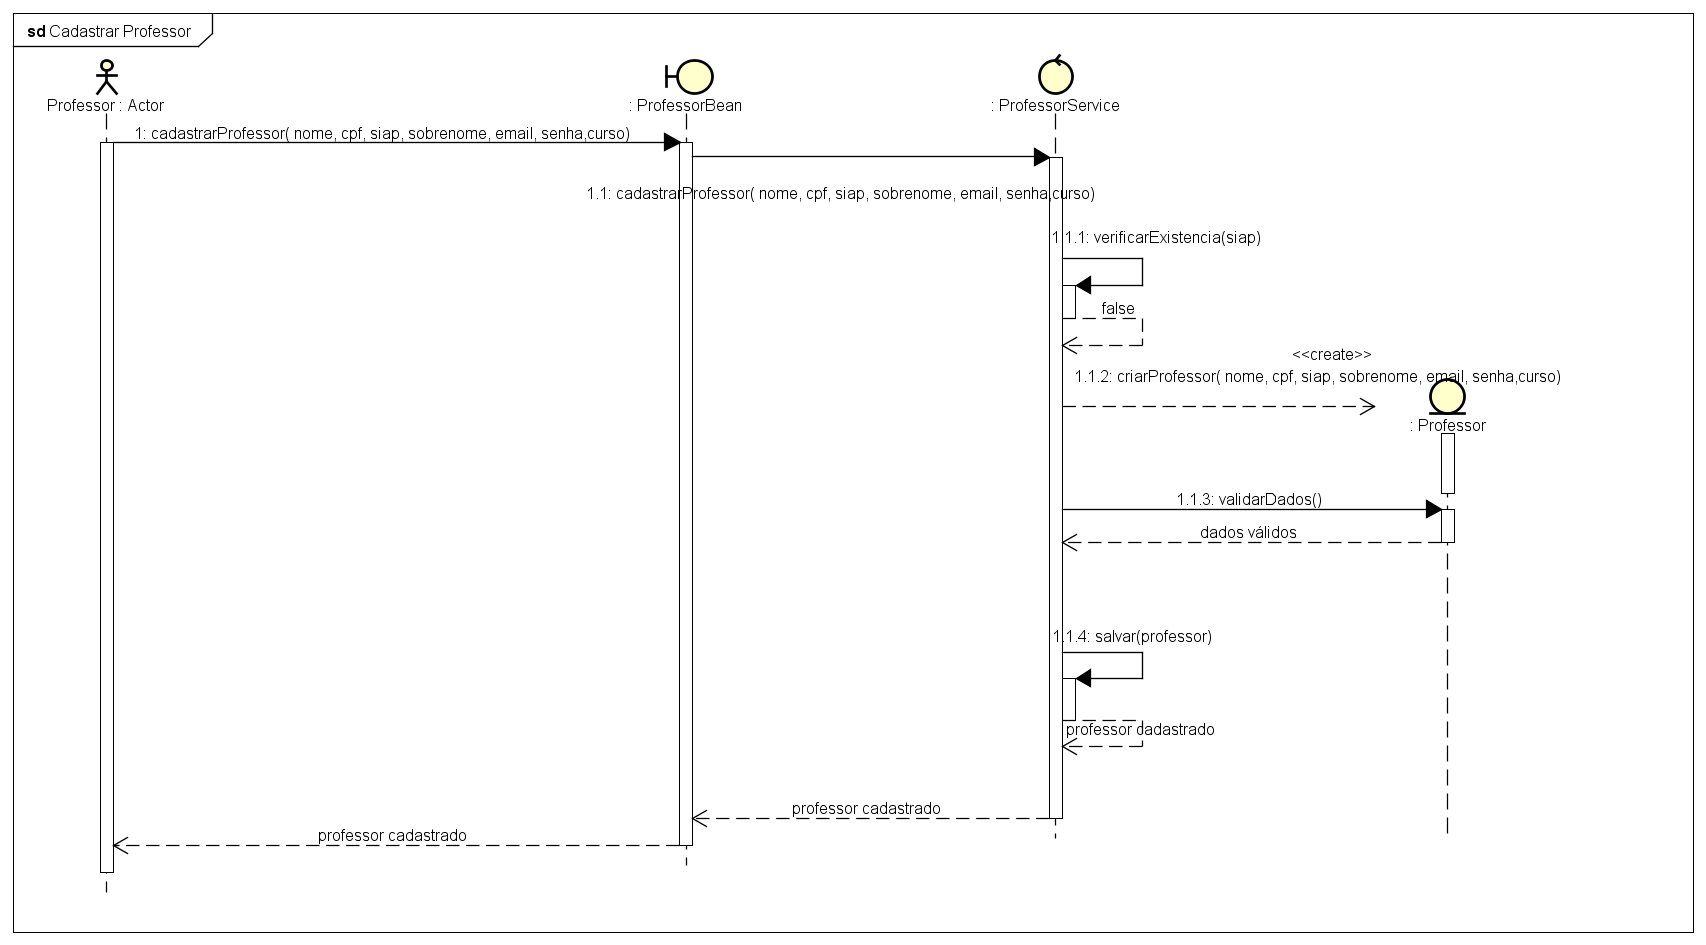 sd Cadastrar Professor
Professor : Actor
: ProfessorBean
: ProfessorService
1: cadastrarProfessor( nome, cpf, siap, sobrenome, email, senha,curso)
1.1: cadastrarProfessor( nome, cpf, siap, sobrenome, email, senha,curso)
1.1.1: verificarExistencia(siap)
false
<<create>>
1.1.2: criarProfessor( nome, cpf, siap, sobrenome, email, senha,curso)
: Professor
1.1.3: validarDados()
dados válidos
1.1.4: salvar(professor)
professor cadastrado
professor cadastrado
professor cadastrado